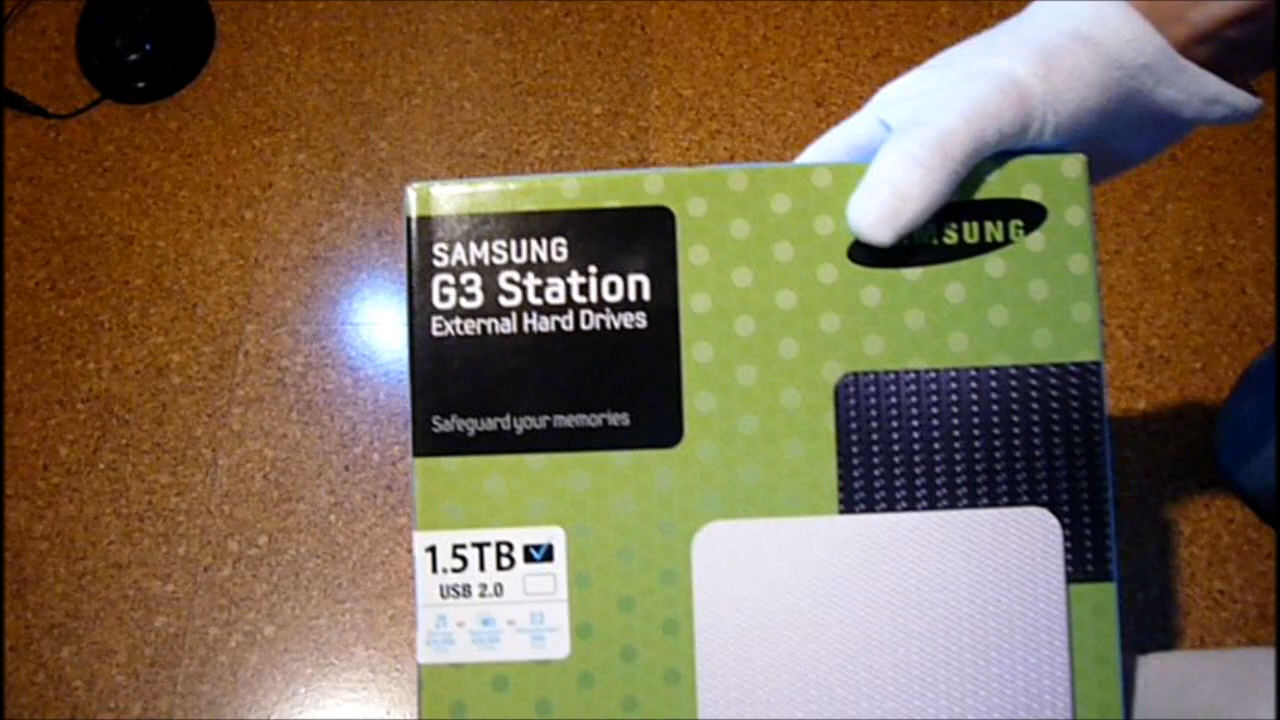 SAMSUNG
G3 Station
External Hard Drives
Safeguard your memories
SAMSUNG
1.5TB
USB 2.0